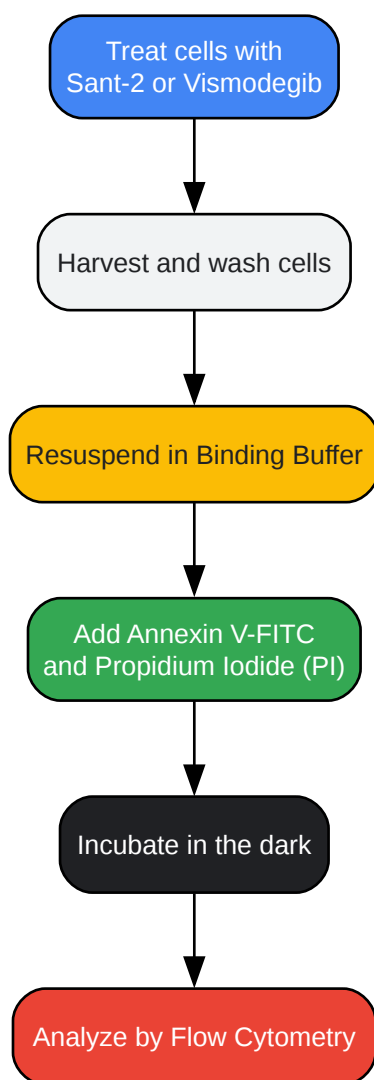 Treat cells with
Sant-2 or Vismodegib
Harvest and wash cells
Resuspend in Binding Buffer
Add Annexin V-FITC
and Propidium Iodide (PI)
Incubate in the dark
Analyze by Flow Cytometry